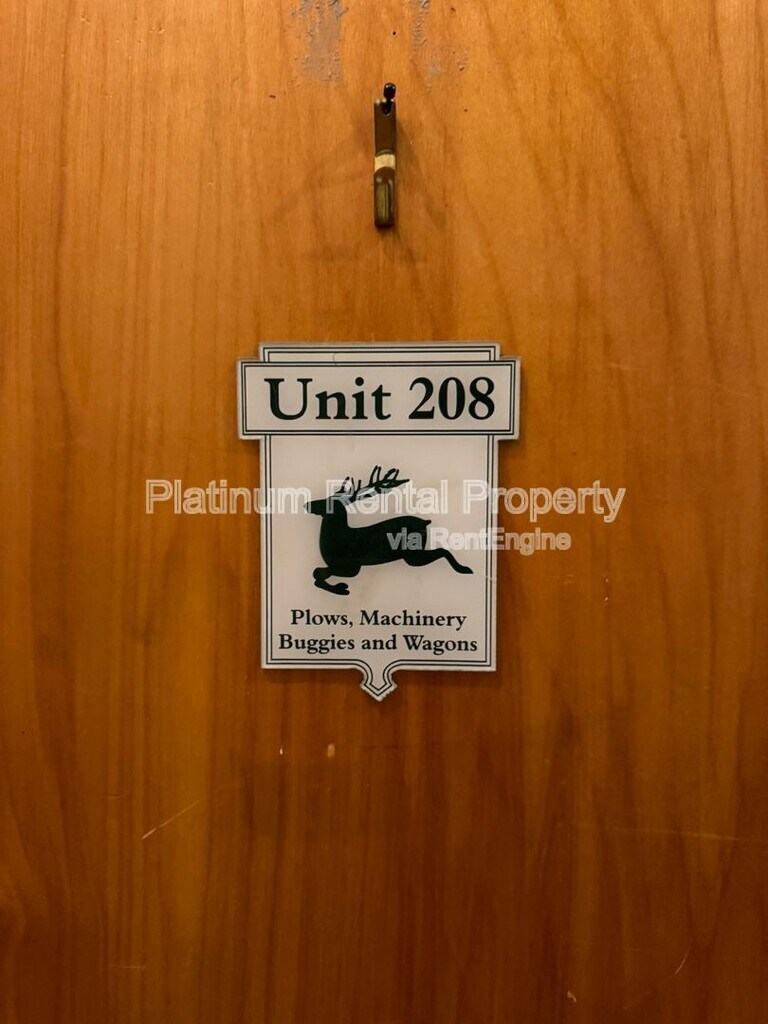 Unit 208
Platinum Rental Property
via RentEngine
Plows, Machinery
Buggies and Wagons